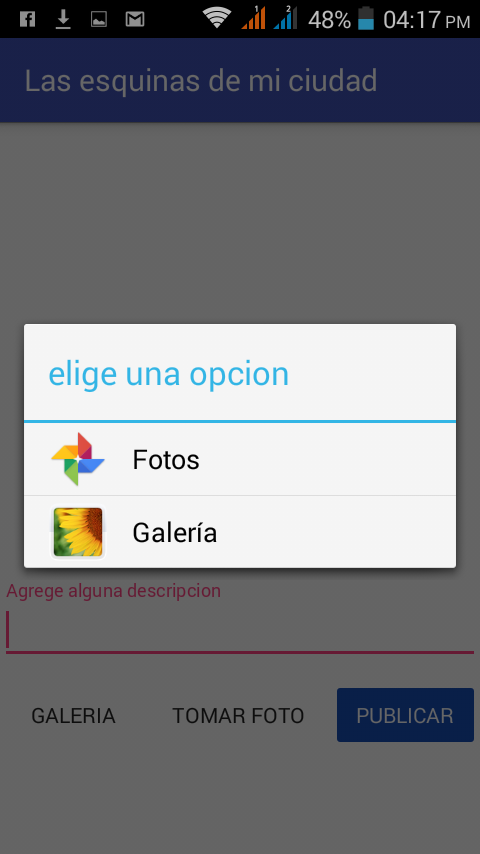 1 2 48% 04:17 PM
Las esquinas de mi ciudad
elige una opcion
Fotos
Galería
Agrege alguna descripcion
GALERIA TOMAR FOTO PUBLICAR